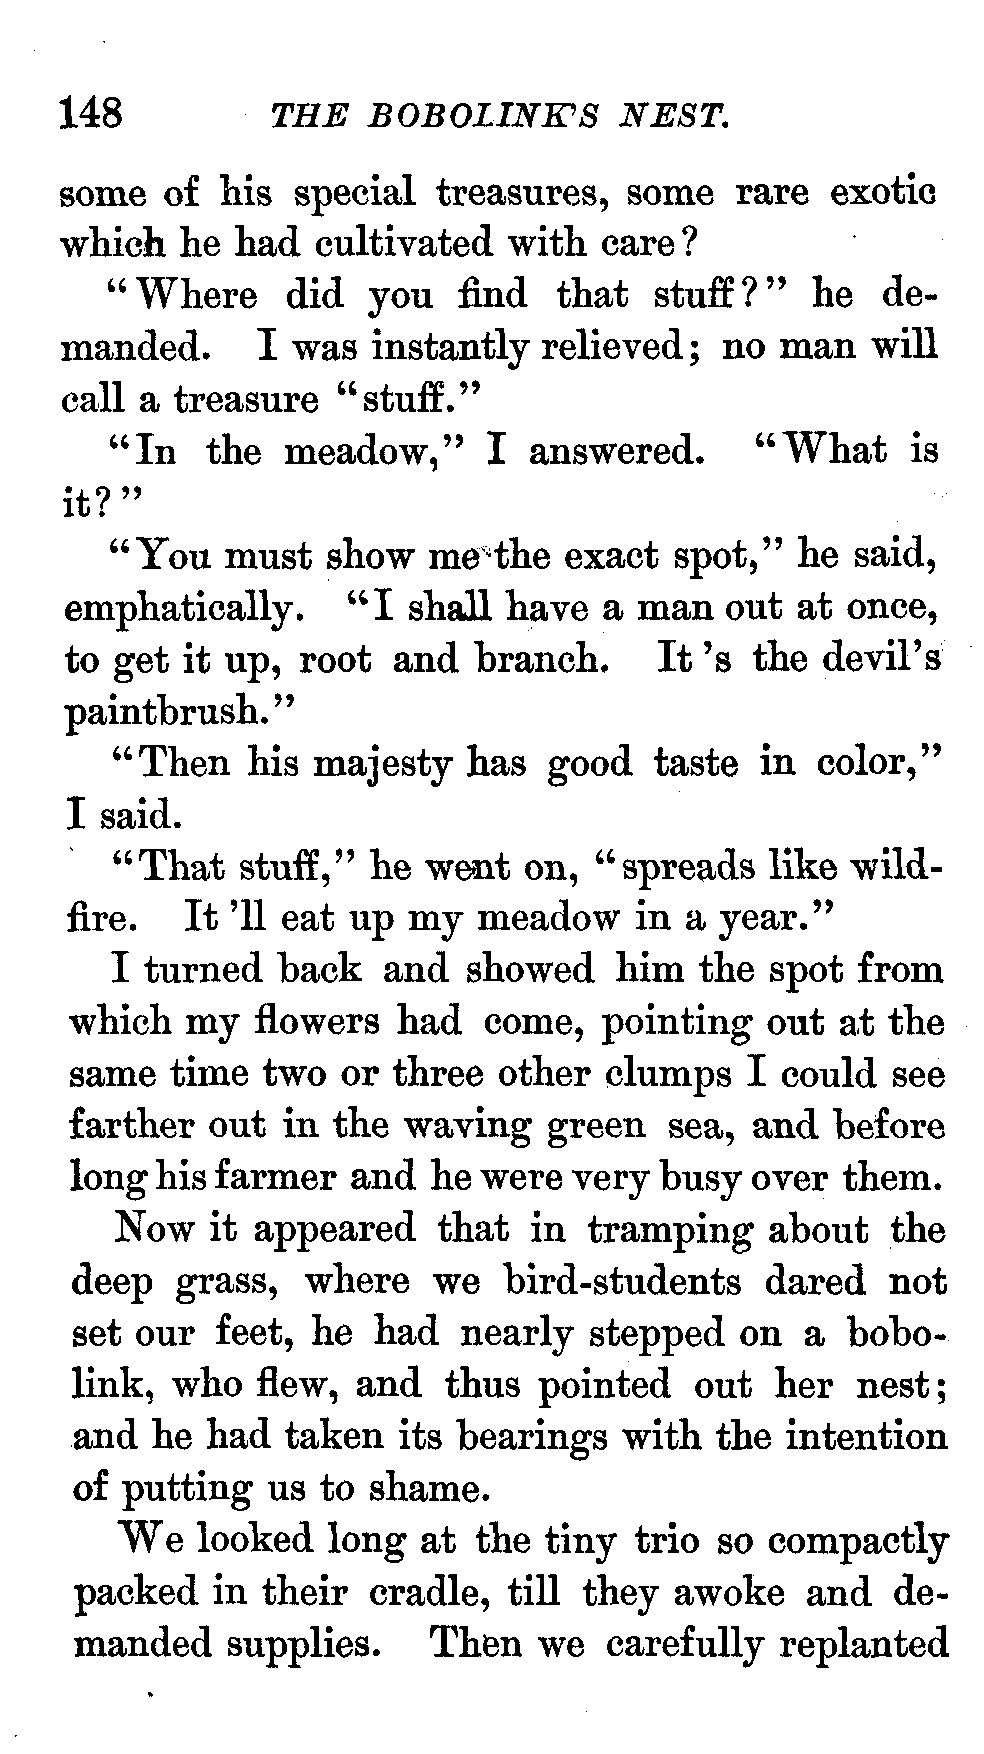 148 THE BOBOLINK'S NEST.
some of his special treasures, some rare exotic
which he had cultivated with care?
"Where did you find that stuff?" he de-
manded. I was instantly relieved; no man will
call a treasure "stuff."
"In the meadow," I answered. "What is
it?"
"You must show me the exact spot," he said,
emphatically. "I shall have a man out at once,
to get it up, root and branch. It 's the devil's
paintbrush."
"Then his majesty has good taste in color,"
I said.
"That stuff," he went on, "spreads like wild-
fire. It 'll eat up my meadow in a year."
I turned back and showed him the spot from
which my flowers had come, pointing out at the
same time two or three other clumps I could see
farther out in the waving green sea, and before
long his farmer and he were very busy over them.
Now it appeared that in tramping about the
deep grass, where we bird-students dared not
set our feet, he had nearly stepped on a bobo-
link, who flew, and thus pointed out her nest;
and he had taken its bearings with the intention
of putting us to shame.
We looked long at the tiny trio so compactly
packed in their cradle, till they awoke and de-
manded supplies. Then we carefully replanted